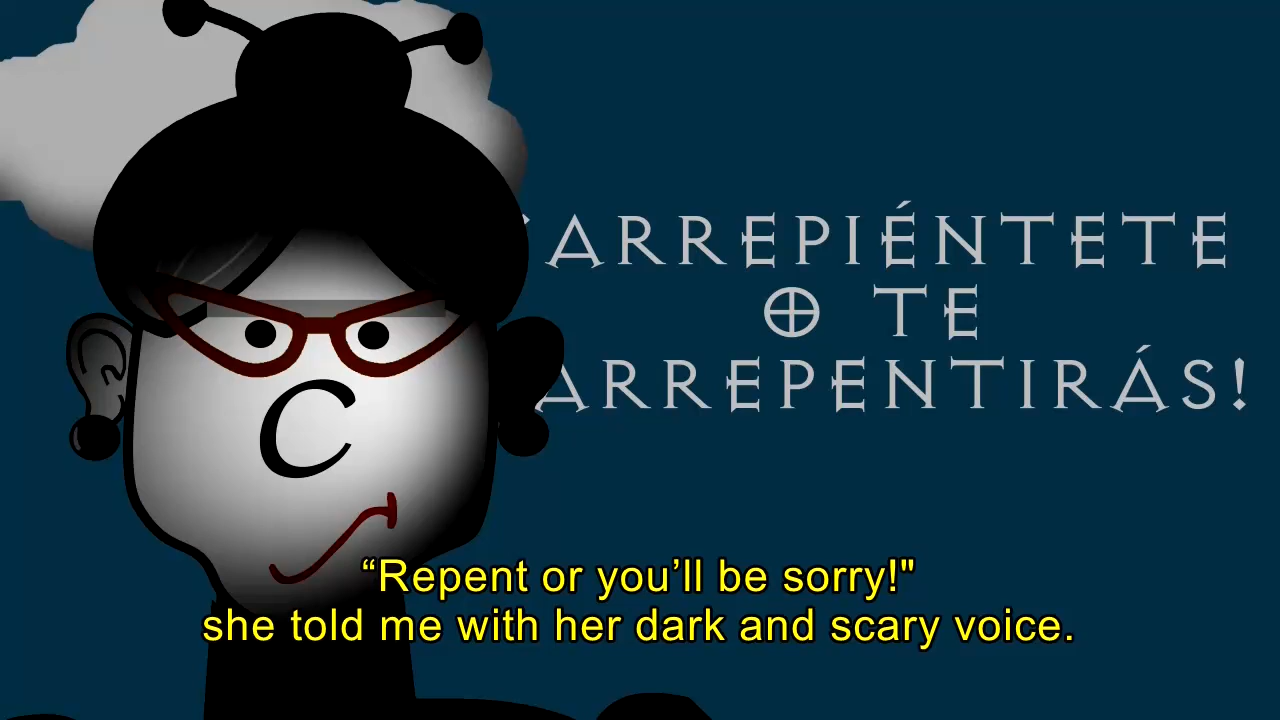 ¡ARREPIÉNTETE
O TE
ARREPENTIRÁS!
“Repent or you’ll be sorry!"
she told me with her dark and scary voice.